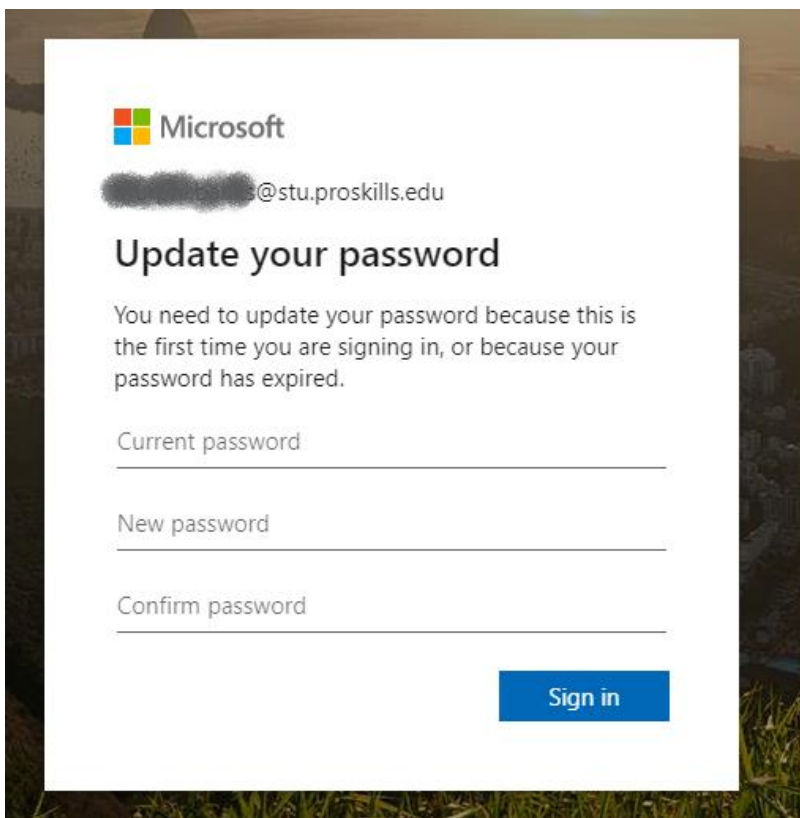 Microsoft
@stu.proskills.edu
Update your password
You need to update your password because this is
the first time you are signing in, or because your
password has expired.
Current password
New password
Confirm password
Sign in